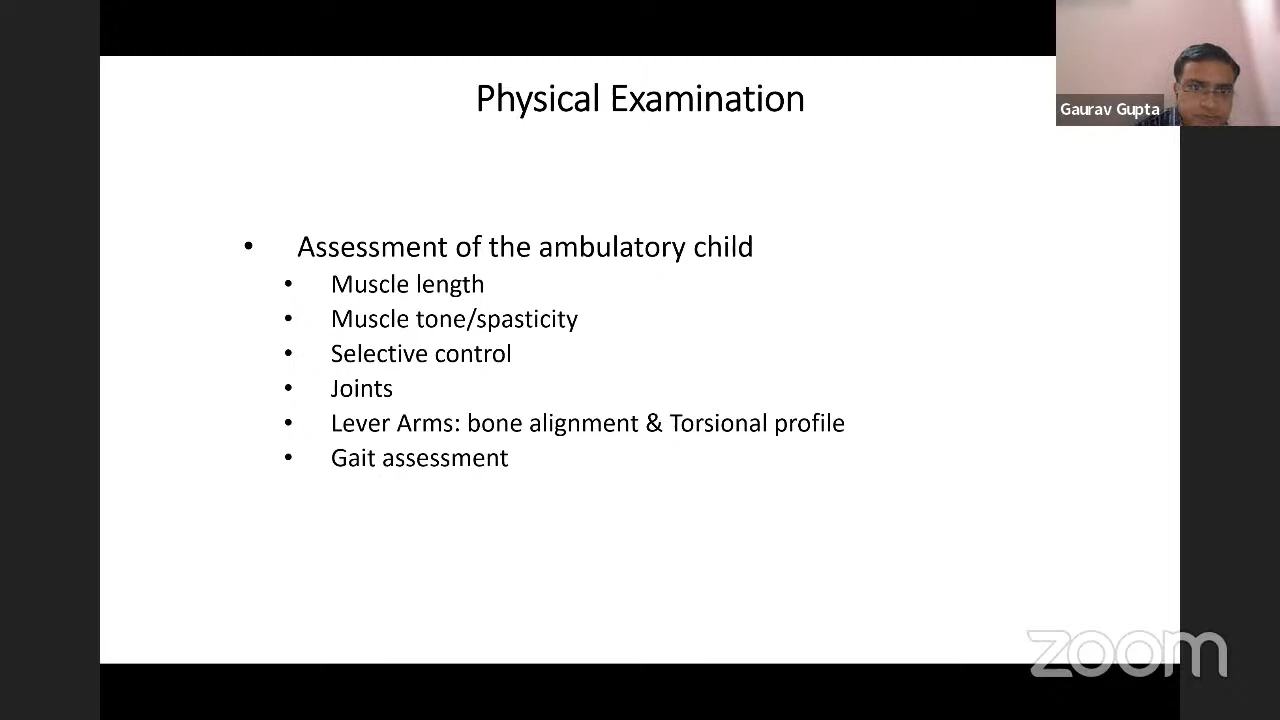 Physical Examination
Gaurav Gupta
• Assessment of the ambulatory child
• Muscle length
• Muscle tone/spasticity
• Selective control
• Joints
• Lever Arms: bone alignment & Torsional profile
• Gait assessment
zoom